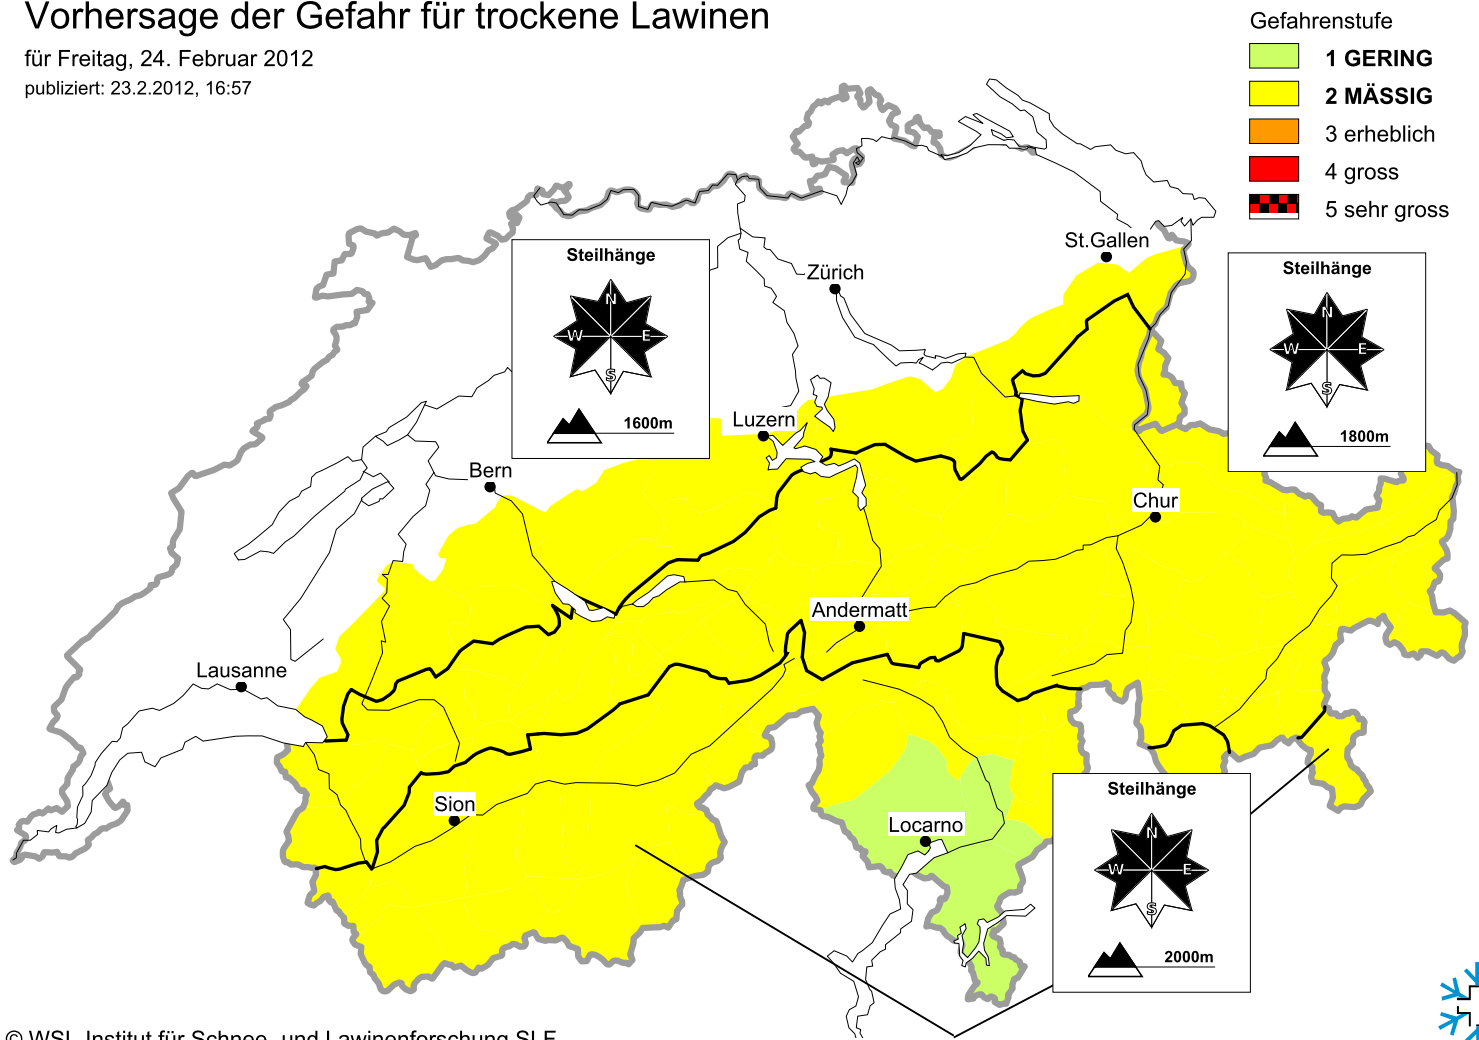 Vorhersage der Gefahr für trockene Lawinen
für Freitag, 24. Februar 2012
publiziert: 23.2.2012, 16:57
Gefahrenstufe
1 GERING
2 MÄSSIG
3 erheblich
4 gross
5 sehr gross
St.Gallen
Zürich
Steilhänge
N
W E
S
1600m
Steilhänge
N
W E
S
1800m
Luzern
Bern
Chur
Andermatt
Lausanne
Sion
Locarno
Steilhänge
N
W E
S
2000m
© WSL-Institut für Schnee- und Lawinenforschung SLF